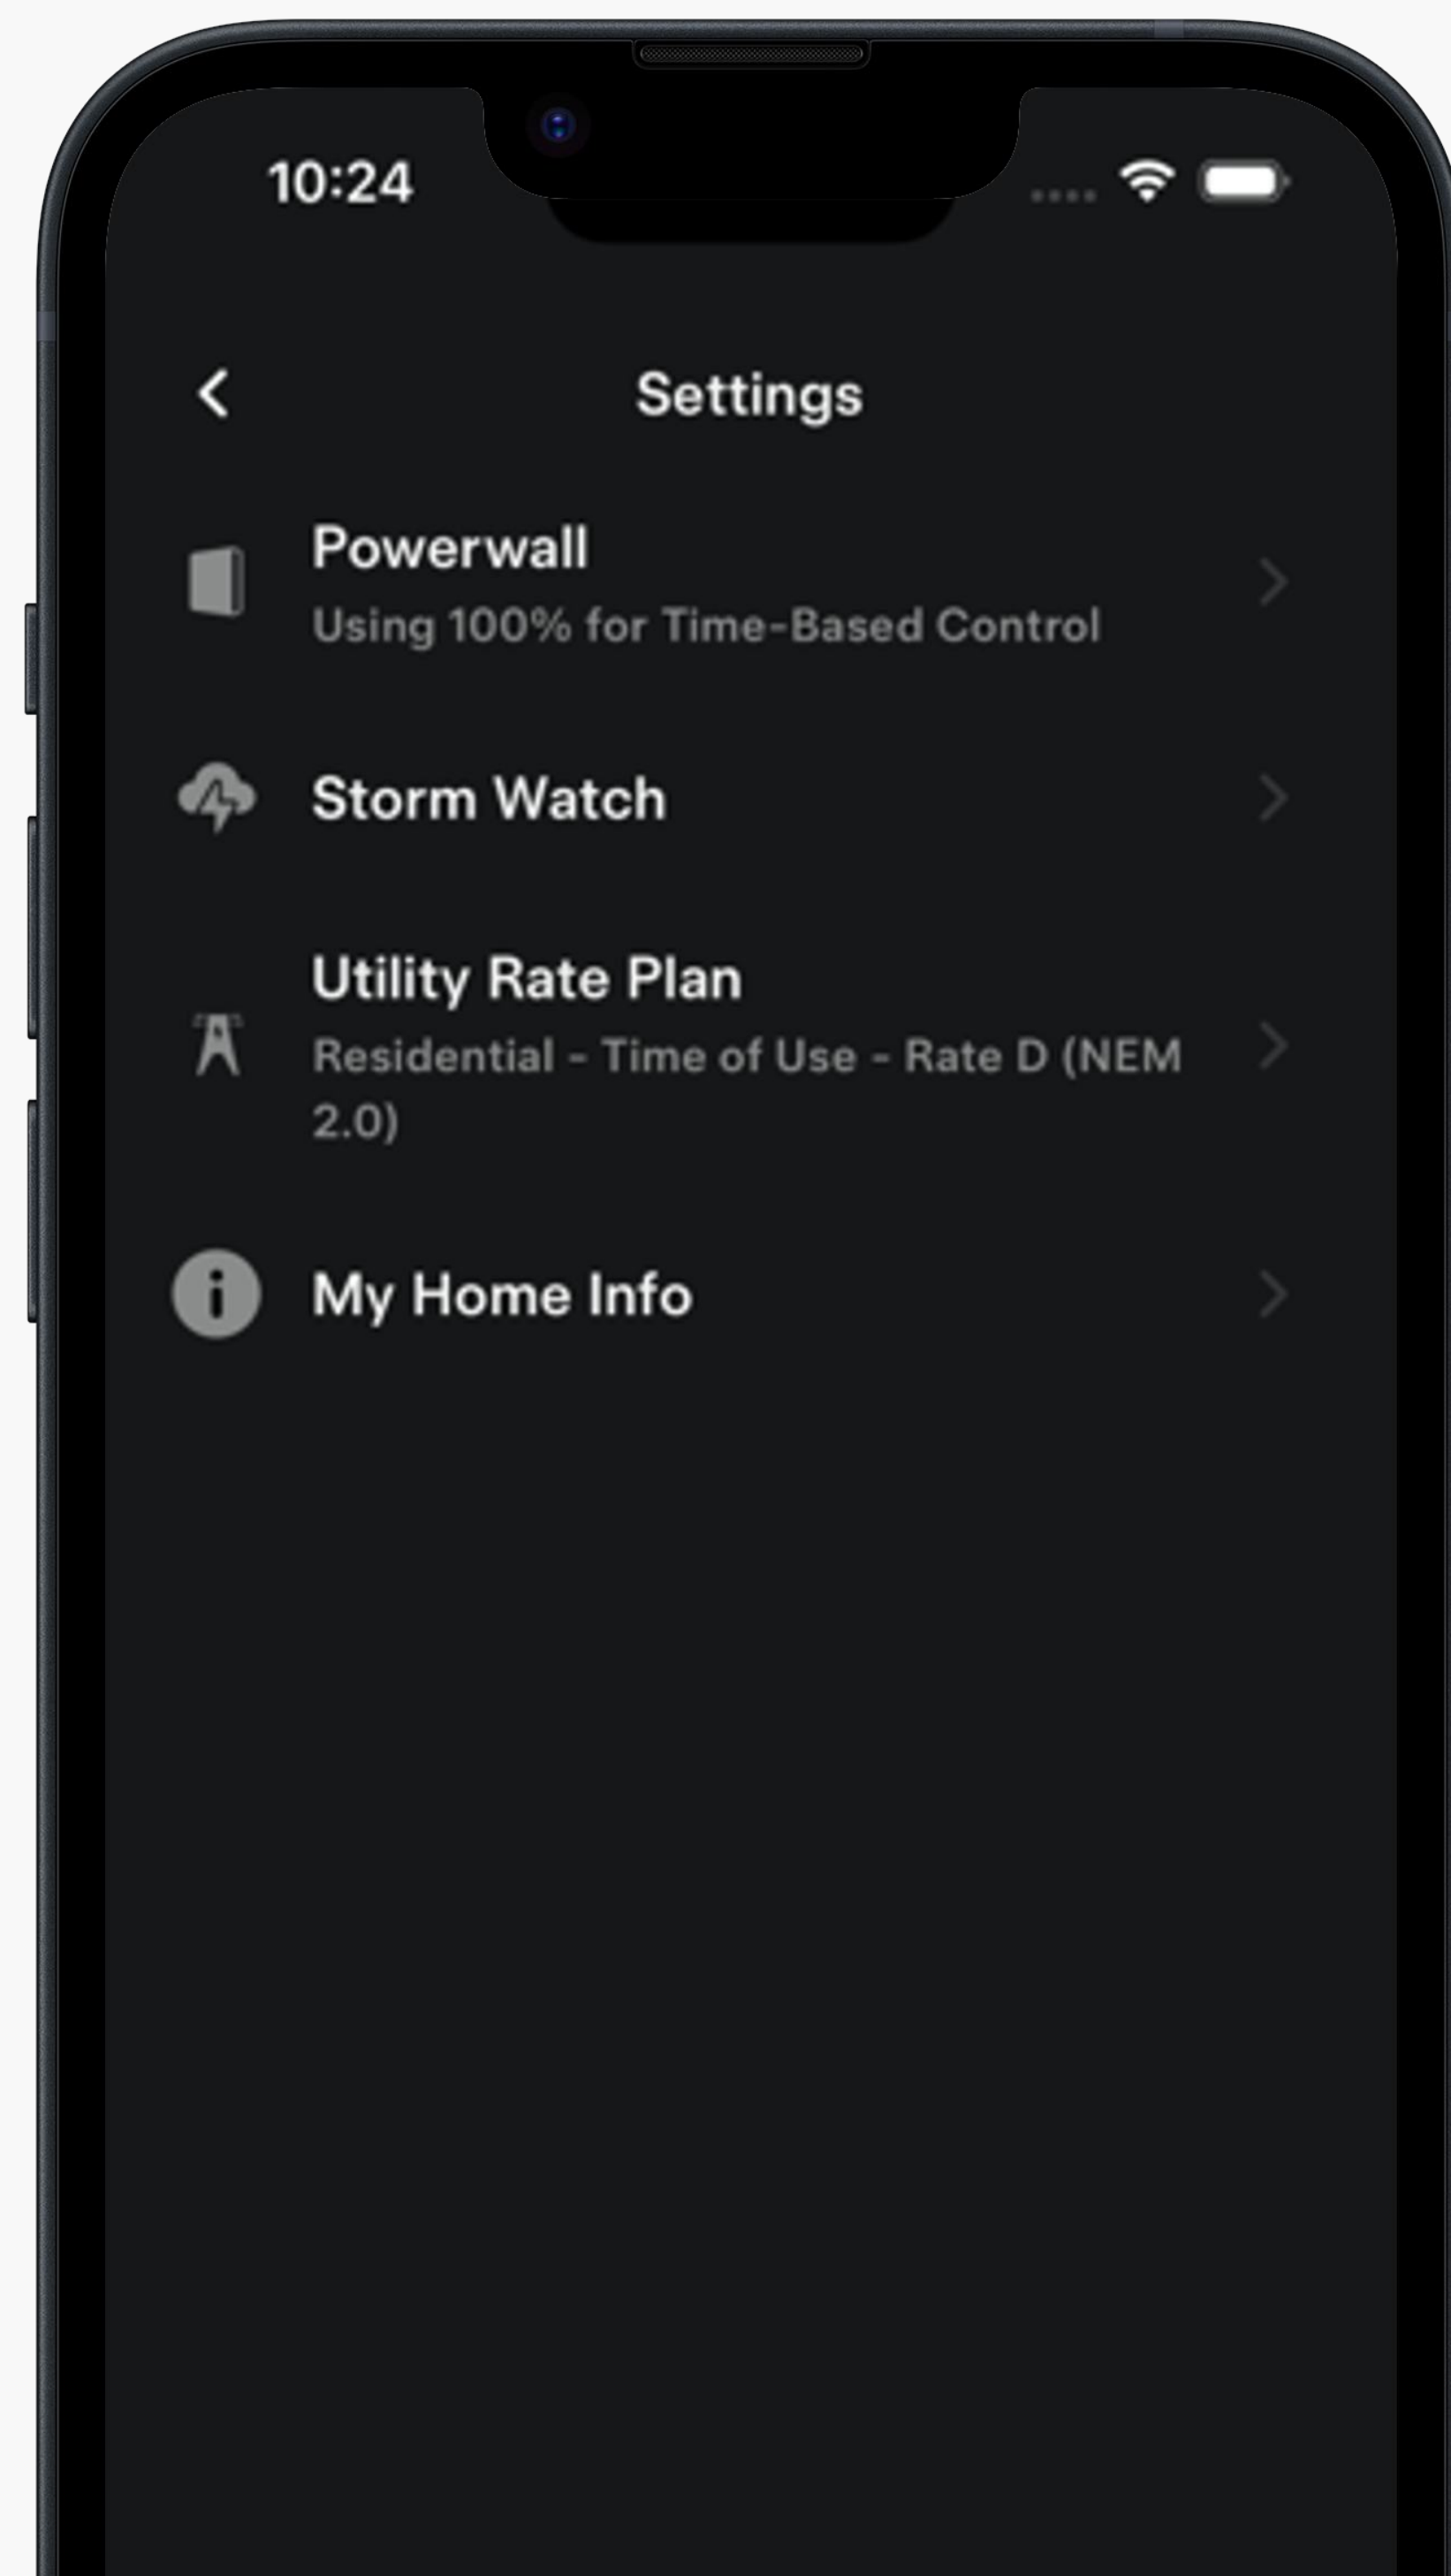 10:24
Settings
Powerwall
Using 100% for Time-Based Control
Storm Watch
Utility Rate Plan
Residential - Time of Use - Rate D (NEM
2.0)
My Home Info